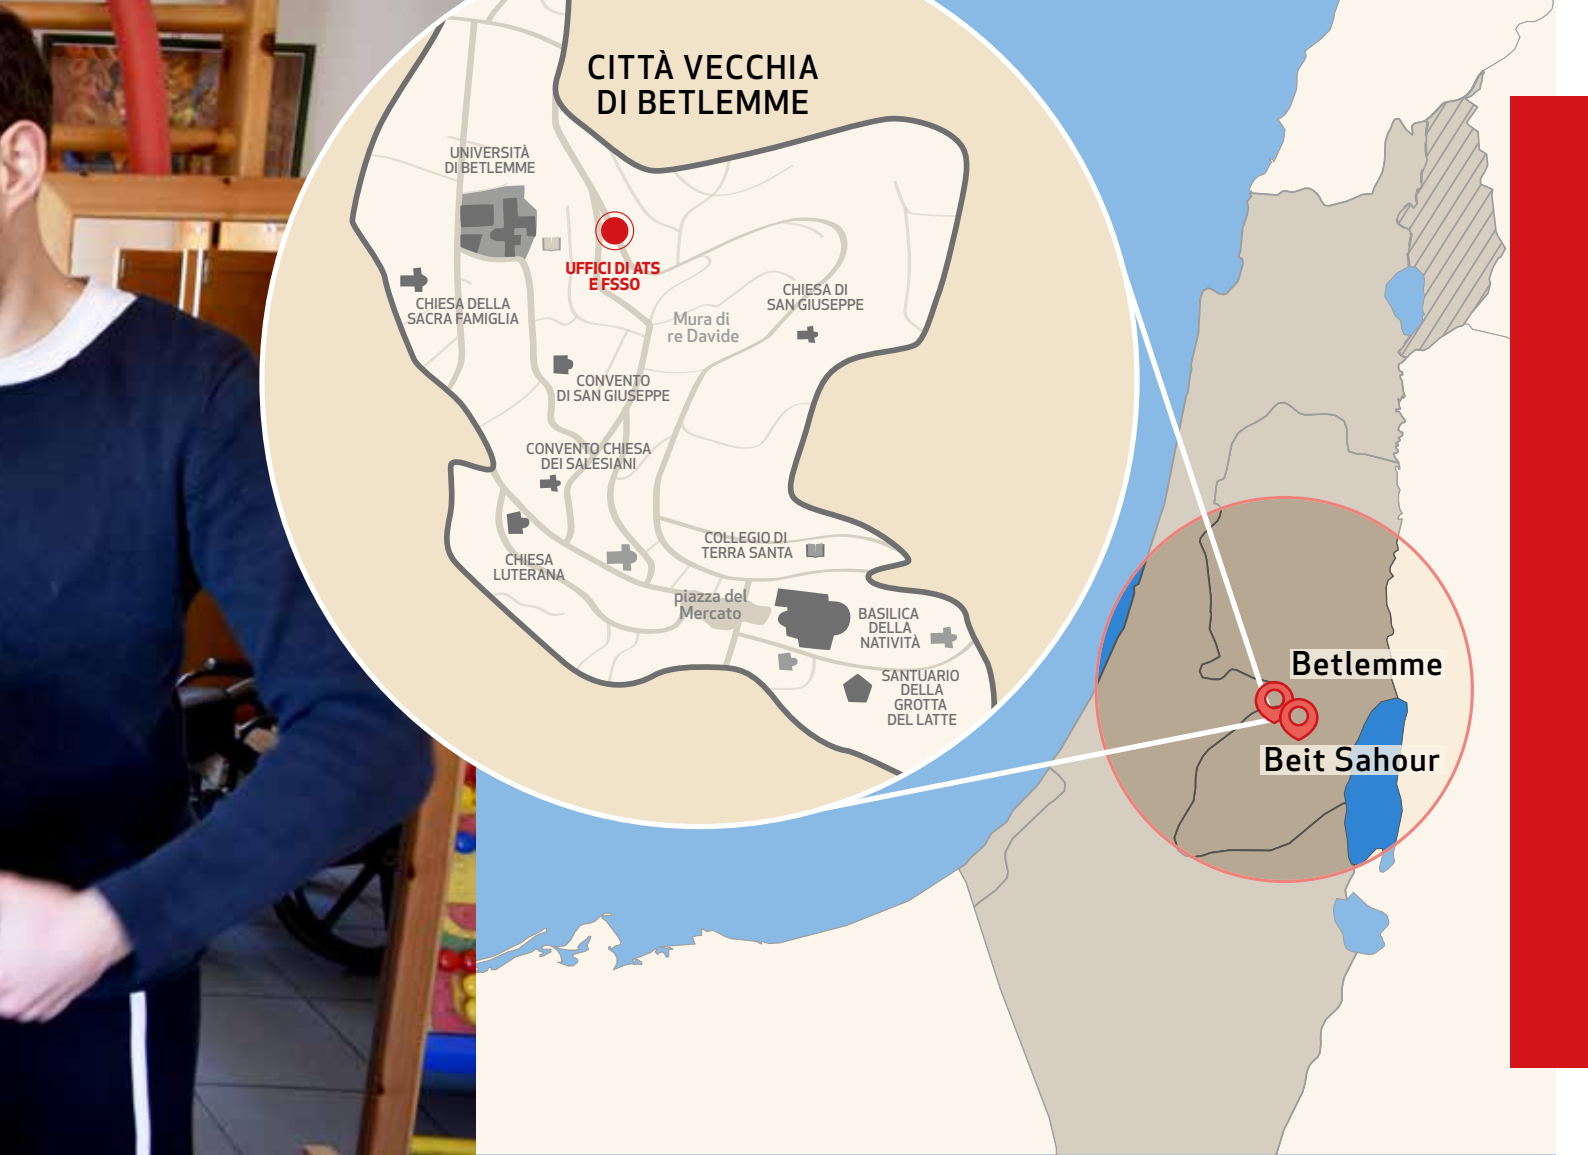 CITTÀ VECCHIA
DI BETLEMME
UNIVERSITÀ
DI BETLEMME
UFFICI DI ATS
E FSSO
CHIESA DELLA
SACRA FAMIGLIA
CHIESA DI
SAN GIUSEPPE
Mura di
re Davide
CONVENTO
DI SAN GIUSEPPE
CONVENTO CHIESA
DEI SALESIANI
COLLEGIO DI
TERRA SANTA
CHIESA
LUTERANA
piazza del
Mercato
BASILICA
DELLA
NATIVITÀ
SANTUARIO
DELLA
GROTTA
DEL LATTE
Betlemme
Beit Sahour